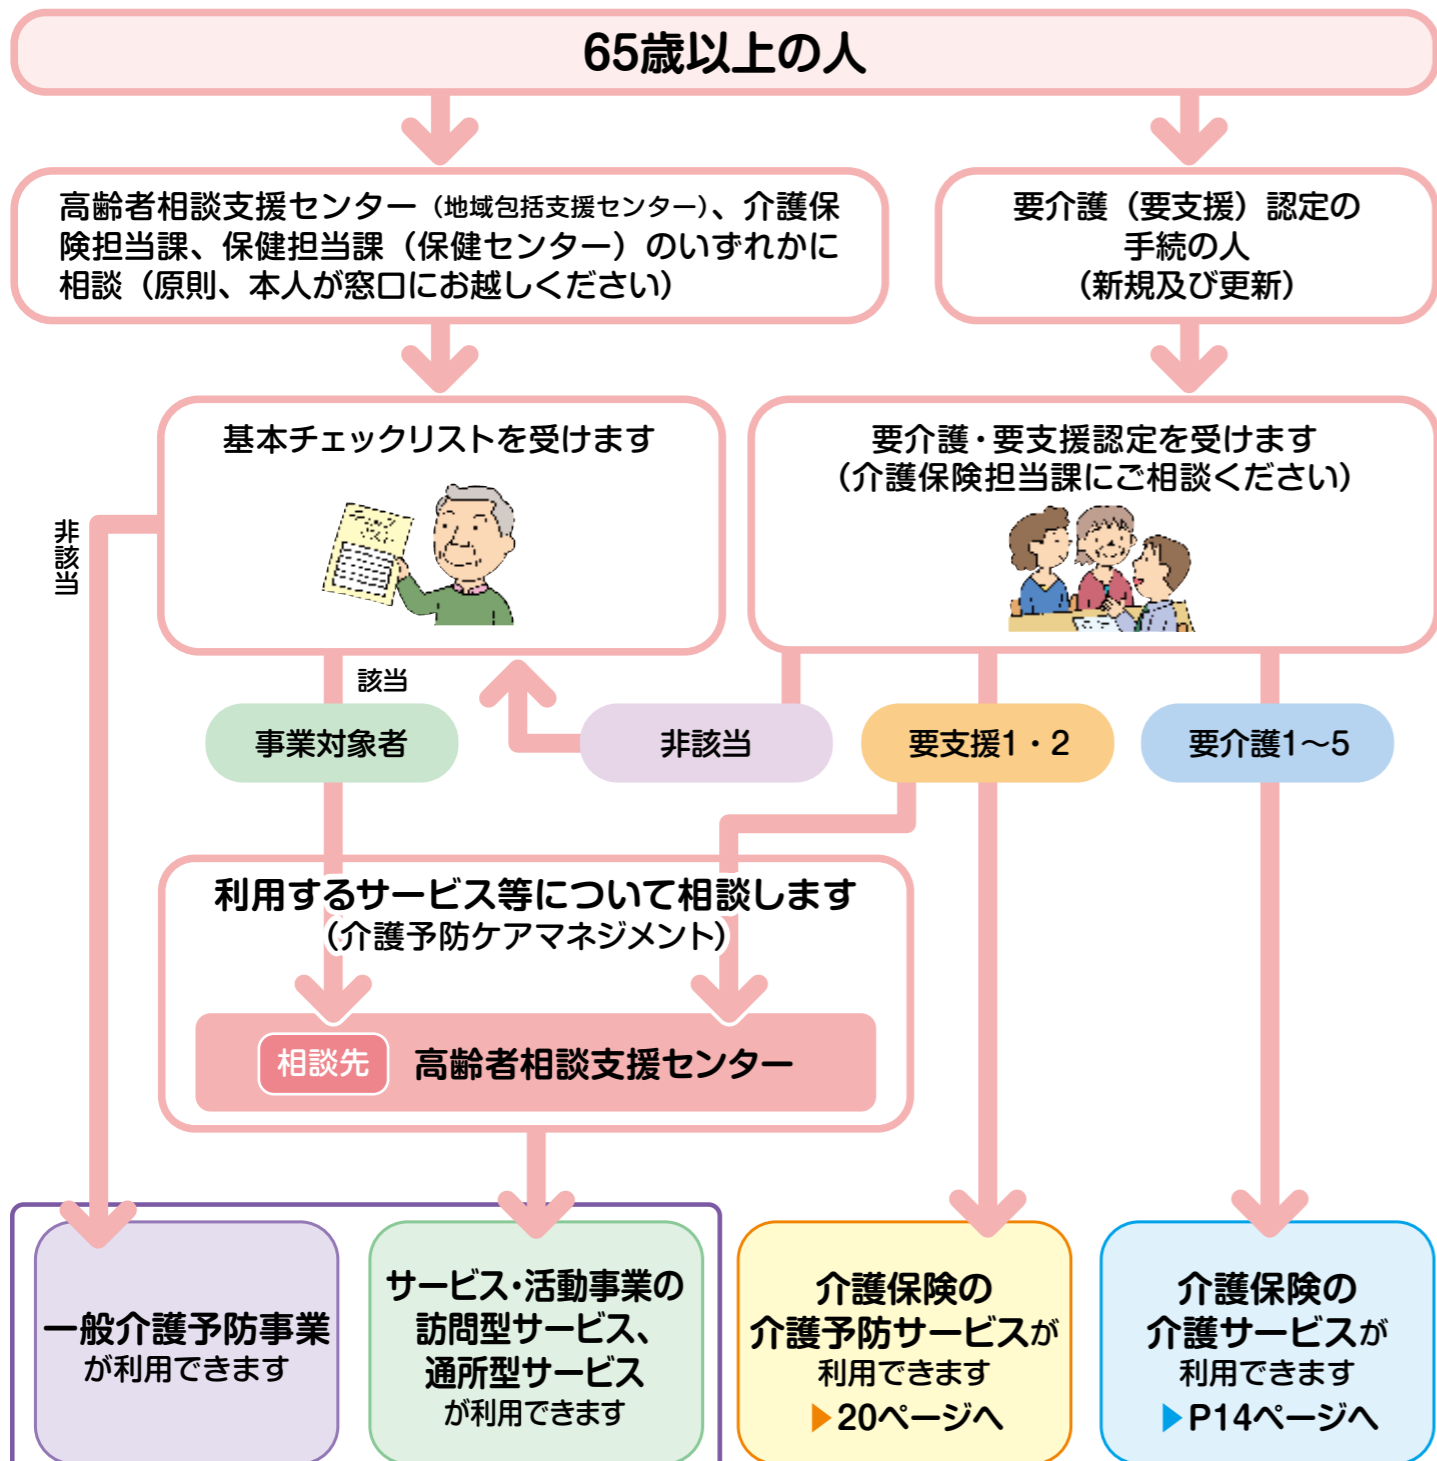 65歳以上の人
高齢者相談支援センター（地域包括支援センター）、介護保
険担当課、保健担当課（保健センター）のいずれかに
相談（原則、本人が窓口にお越しください）
要介護（要支援）認定の
手続の人
（新規及び更新）
基本チェックリストを受けます
要介護・要支援認定を受けます
（介護保険担当課にご相談ください）
非該当
該当
事業対象者
非該当
要支援1・2
要介護1～5
利用するサービス等について相談します
（介護予防ケアマネジメント）
相談先 高齢者相談支援センター
一般介護予防事業
が利用できます
サービス・活動事業の
訪問型サービス、
通所型サービス
が利用できます
介護保険の
介護予防サービスが
利用できます
▶20ページへ
介護保険の
介護サービスが
利用できます
▶P14ページへ